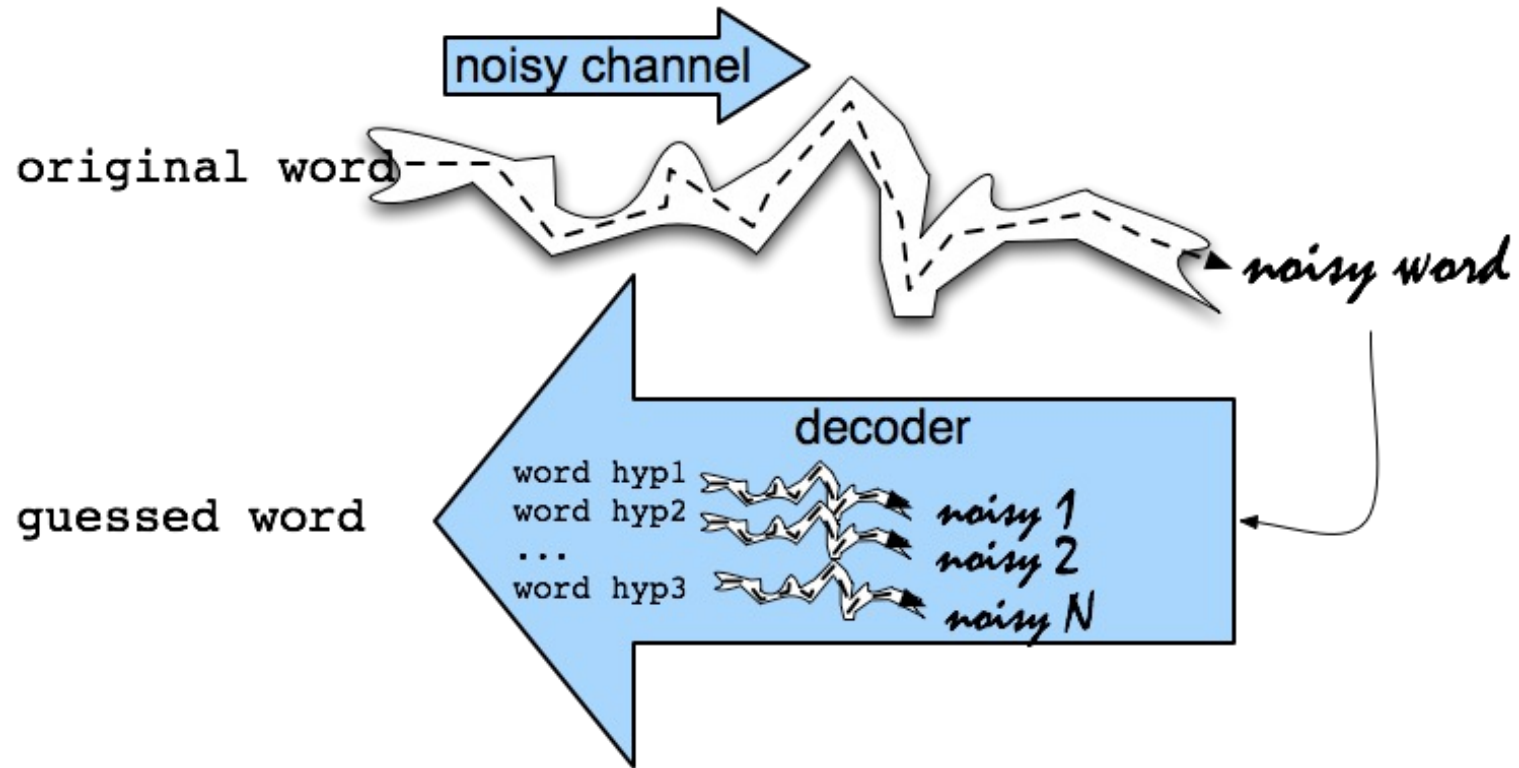 noisy channel
original word
noisy word
decoder
word hyp1
noisy 1
word hyp2
noisy 2
...
word hyp3
noisy N
guessed word